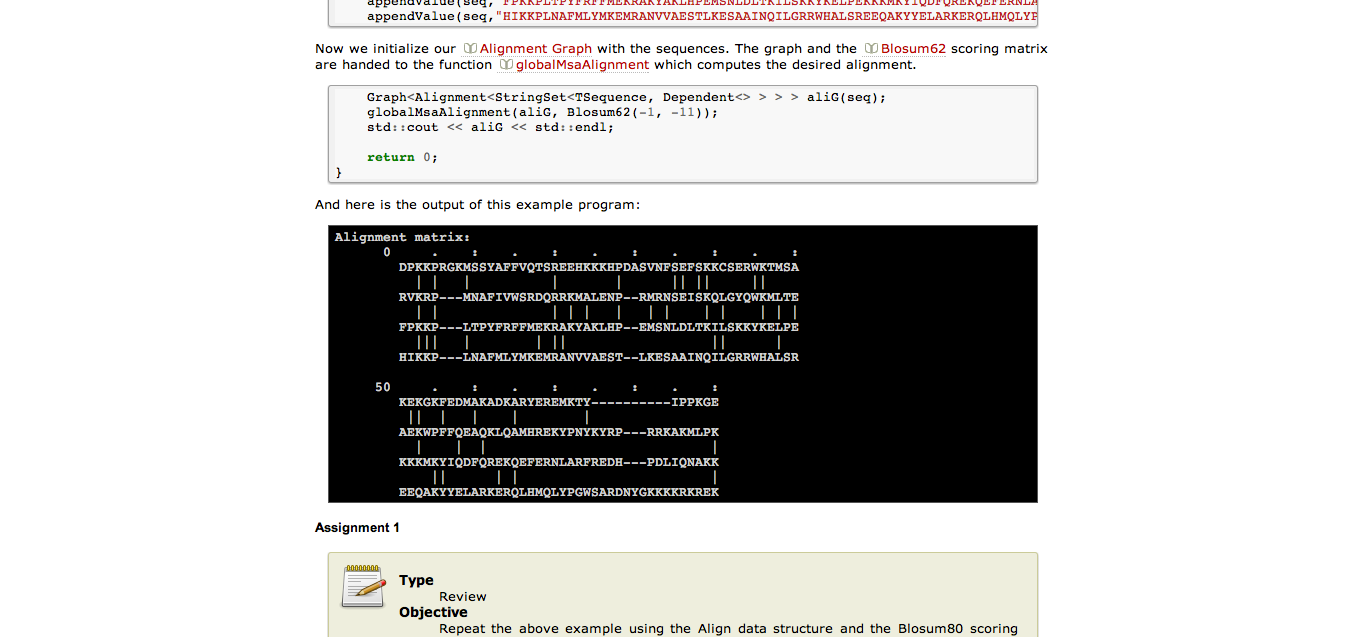 appendValue(seq,"FPKKPLTPYFRFFMEKRAKYAKLHPEMSNLDLTKILSKKYKELPEKKKMKYIQDFQREKQEFERNLA
appendValue(seq,"HIKKPLNAFMLYMKEMRANVVAESTLKESAAINQILGRRWHALSREEQAKYYELARKERQLHMQLYP
Now we initialize our Alignment Graph with the sequences. The graph and the Blosum62 scoring matrix
are handed to the function globalMsaAlignment which computes the desired alignment.
Graph<Alignment<StringSet<TSequence, Dependent<> > > > aliG(seq);
globalMsaAlignment(aliG, Blosum62(-1, -11));
std::cout << aliG << std::endl;
return 0;
}
And here is the output of this example program:
Alignment matrix:
0 . : . : . : . : . :
DPKKPRGKMSSYAFFVQTSREEHKKKHPDASVNFSEFSKKCSERWKTMSA
| | | | | || || ||
RVKRP---MNAFIVWSRDQRRKMALENP--RMRNSEISKQLGYQWKMLTE
| | | | | | | | | | | | |
FPKKP---LTPYFRFFMEKRAKYAKLHP--EMSNLDLTKILSKKYKELPE
||| | | || || |
HIKKP---LNAFMLYMKEMRANVVAEST--LKESAAINQILGRRWHALSR
50 . : . : . : . :
KEKGKFEDMAKADKARYEREMKTY----------IPPKGE
|| | | | |
AEKWPFFQEAQKLQAMHREKYPNYKYRP---RRKAKMLPK
| | | |
KKKMKYIQDFQREKQEFERNLARFREDH---PDLIQNAKK
|| | | |
EEQAKYYELARKERQLHMQLYPGWSARDNYGKKKKRKREK
Assignment 1
Type
Review
Objective
Repeat the above example using the Align data structure and the Blosum80 scoring